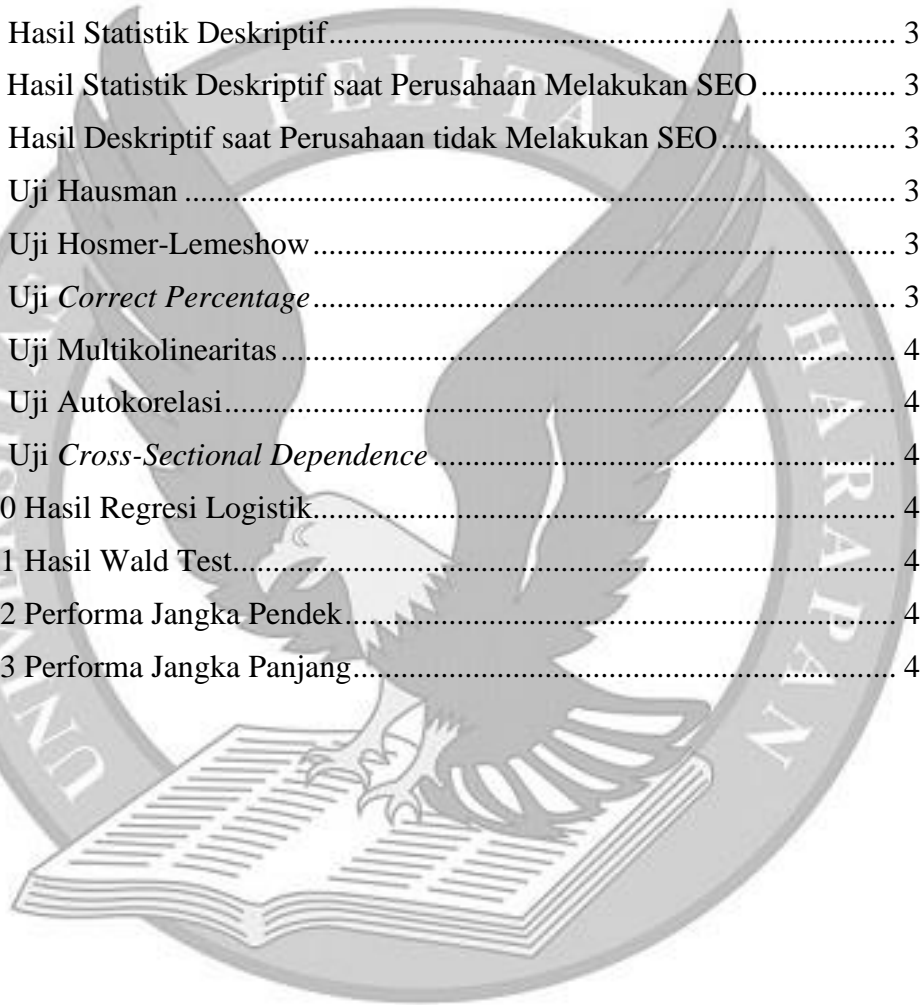 Hasil Statistik Deskriptif........................................................................ 3
Hasil Statistik Deskriptif saat Perusahaan Melakukan SEO................. 3
Hasil Deskriptif saat Perusahaan tidak Melakukan SEO...................... 3
Uji Hausman .......................................................................................... 3
Uji Hosmer-Lemeshow.......................................................................... 3
Uji Correct Percentage.......................................................................... 3
Uji Multikolinearitas.............................................................................. 4
Uji Autokorelasi..................................................................................... 4
Uji Cross-Sectional Dependence........................................................... 4
0 Hasil Regresi Logistik.......................................................................... 4
1 Hasil Wald Test.................................................................................... 4
2 Performa Jangka Pendek...................................................................... 4
3 Performa Jangka Panjang..................................................................... 4
PELITA
HARAPAN